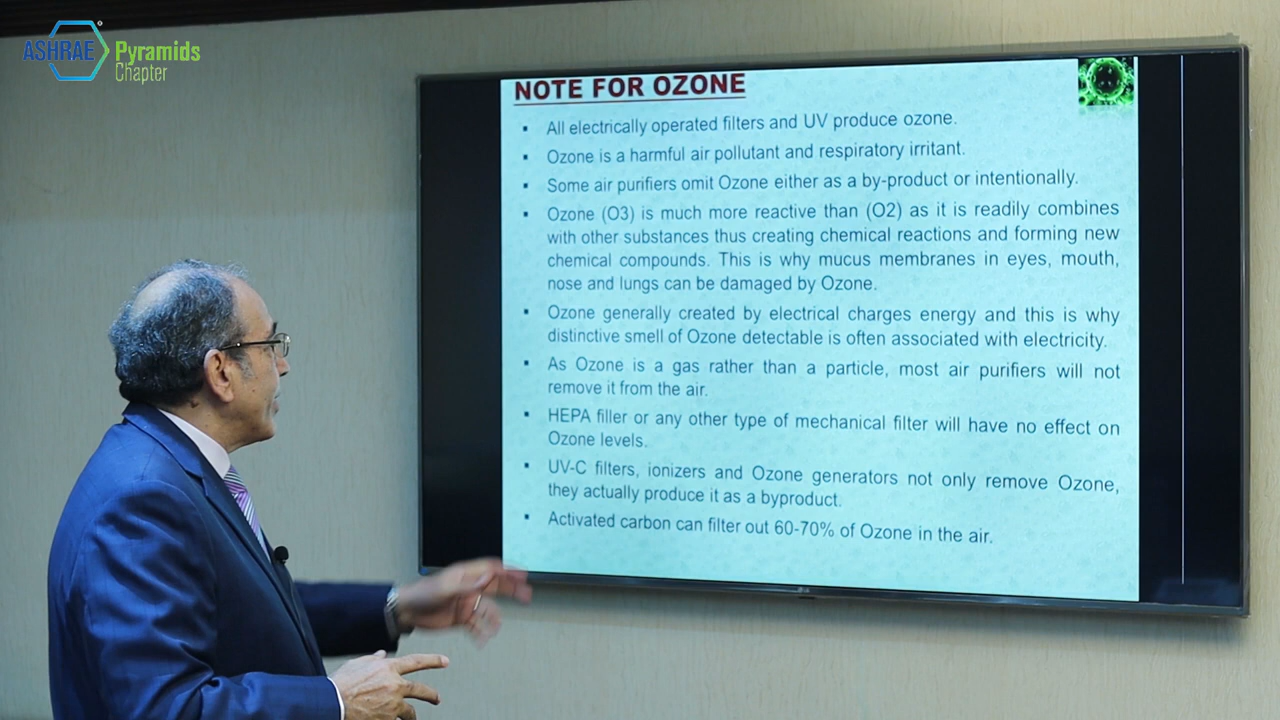 ASHRAE Pyramids
Chapter
NOTE FOR OZONE
▪ All electrically operated filters and UV produce ozone.
▪ Ozone is a harmful air pollutant and respiratory irritant.
▪ Some air purifiers omit Ozone either as a by-product or intentionally.
▪ Ozone (O3) is much more reactive than (O2) as it is readily combines
with other substances thus creating chemical reactions and forming new
chemical compounds. This is why mucus membranes in eyes, mouth,
nose and lungs can be damaged by Ozone.
▪ Ozone generally created by electrical charges energy and this is why
distinctive smell of Ozone detectable is often associated with electricity.
▪ As Ozone is a gas rather than a particle, most air purifiers will not
remove it from the air.
▪ HEPA filler or any other type of mechanical filter will have no effect on
Ozone levels.
▪ UV-C filters, ionizers and Ozone generators not only remove Ozone,
they actually produce it as a byproduct.
▪ Activated carbon can filter out 60-70% of Ozone in the air.